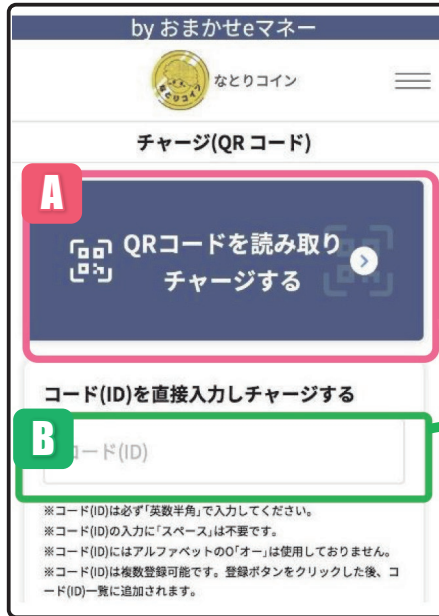 by おまかせeマネー
なとりコイン
なとりコイン
チャージ(QRコード)
A
QRコードを読み取り
チャージする
コード(ID)を直接入力しチャージする
B
ード(ID)
※コード(ID)は必ず「英数半角」で入力してください。
※コード(ID)の入力に「スペース」は不要です。
※コード(ID)にはアルファベットのO「オー」は使用しておりません。
※コード(ID)は複数登録可能です。登録ボタンをクリックした後、コ
ード(ID)一覧に追加されます。